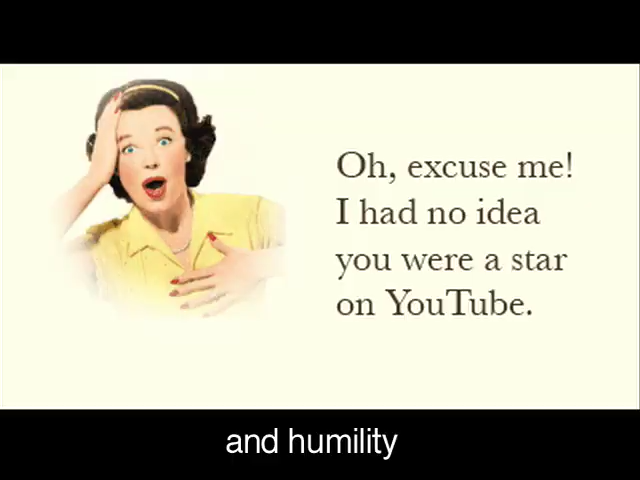 Oh, excuse me!
I had no idea
you were a star
on YouTube.
and humility